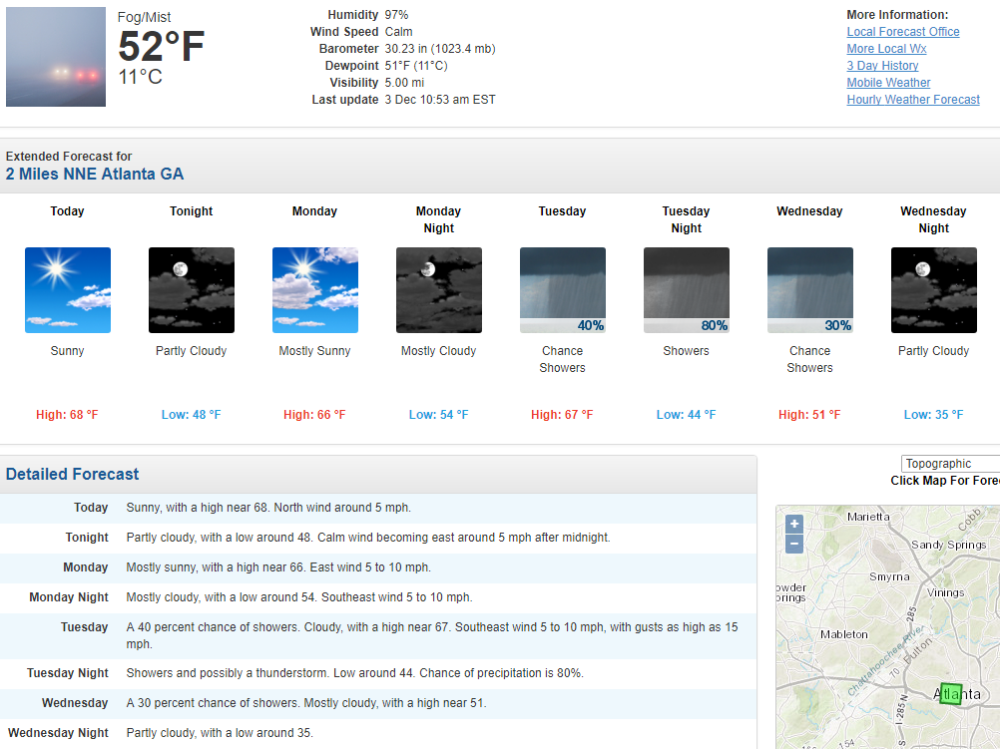 Fog/Mist
52°F
11°C
Humidity 97%
Wind Speed Calm
Barometer 30.23 in (1023.4 mb)
Dewpoint 51°F (11°C)
Visibility 5.00 mi
Last update 3 Dec 10:53 am EST
More Information:
Local Forecast Office
More Local Wx
3 Day History
Mobile Weather
Hourly Weather Forecast
Extended Forecast for
2 Miles NNE Atlanta GA
Today
Tonight
Monday
Monday
Night
Tuesday
Tuesday
Night
Wednesday
Wednesday
Night
40%
80%
30%
Sunny
Partly Cloudy
Mostly Sunny
Mostly Cloudy
Chance
Showers
Showers
Chance
Showers
Partly Cloudy
High: 68 °F
Low: 48 °F
High: 66 °F
Low: 54 °F
High: 67 °F
Low: 44 °F
High: 51 °F
Low: 35 °F
Detailed Forecast
Today Sunny, with a high near 68. North wind around 5 mph.
Tonight Partly cloudy, with a low around 48. Calm wind becoming east around 5 mph after midnight.
Monday Mostly sunny, with a high near 66. East wind 5 to 10 mph.
Monday Night Mostly cloudy, with a low around 54. Southeast wind 5 to 10 mph.
Tuesday A 40 percent chance of showers. Cloudy, with a high near 67. Southeast wind 5 to 10 mph, with gusts as high as 15
mph.
Tuesday Night Showers and possibly a thunderstorm. Low around 44. Chance of precipitation is 80%.
Wednesday A 30 percent chance of showers. Mostly cloudy, with a high near 51.
Wednesday Night Partly cloudy, with a low around 35.
Topographic
Click Map For Fore
+
−
Marietta
Cobb
Sandy Springs
Smyrna
owder
prings
Vinings
285
Mableton
Chattahoochee River
Fulton
70
Atlanta
I-285 N
154